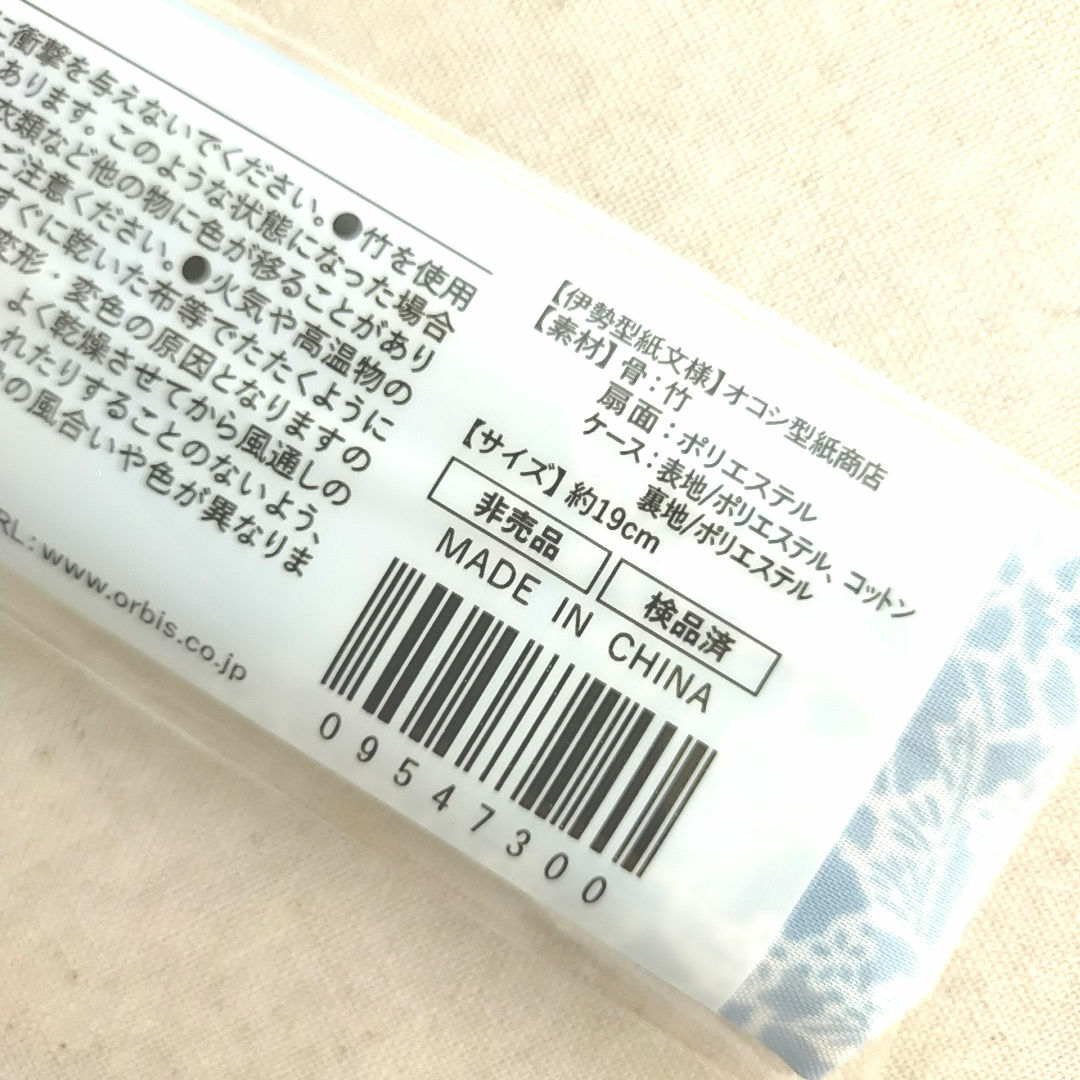 に衝撃を与えないでください。●竹を使用
があります。このような状態になった場合
衣類など他の物に色が移ることがあり
ご注意ください。●火気や高温物の
すぐに乾いた布等でたたくように
変形・変色の原因となりますの
よく乾燥させてから風通しの
れたりすることのないよう、
の風合いや色が異なりま
RL:www.orbis.co.jp
【伊勢型紙文様】オコシ型紙商店
【素材】骨:竹
扇面:ポリエステル
ケース:表地/ポリエステル、コットン
裏地/ポリエステル
【サイズ】約19cm
非売品 検品済
MADE IN CHINA
09547300